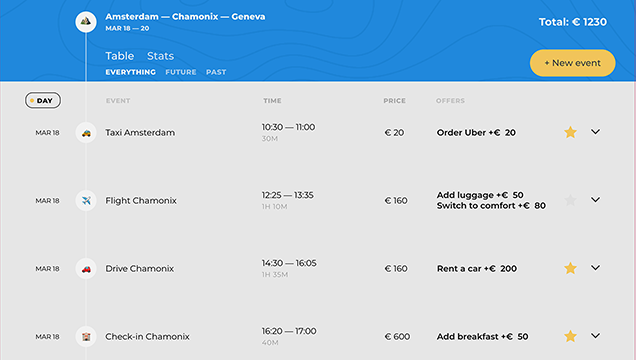 Amsterdam — Chamonix — Geneva
MAR 18 — 20
Total: € 1230
Table Stats
+ New event
EVERYTHING FUTURE PAST
DAY EVENT TIME PRICE OFFERS
MAR 18 Taxi Amsterdam 10:30 — 11:00 € 20 Order Uber +€ 20
30M
MAR 18 Flight Chamonix 12:25 — 13:35 € 160 Add luggage +€ 50
1H 10M Switch to comfort +€ 80
MAR 18 Drive Chamonix 14:30 — 16:05 € 160 Rent a car +€ 200
1H 35M
MAR 18 Check-in Chamonix 16:20 — 17:00 € 600 Add breakfast +€ 50
40M